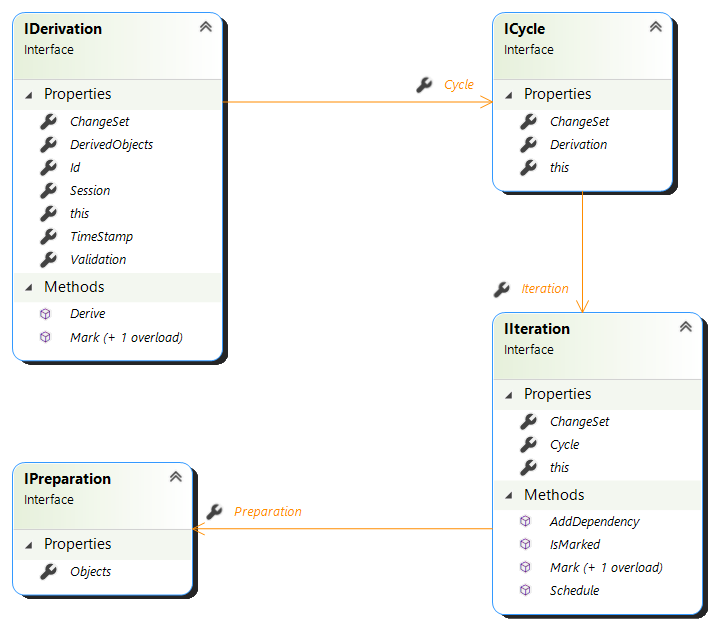 IDerivation
Interface
Properties
ChangeSet
DerivedObjects
Id
Session
this
TimeStamp
Validation
Methods
Derive
Mark (+ 1 overload)
Cycle
ICycle
Interface
Properties
ChangeSet
Derivation
this
Iteration
IIteration
Interface
Properties
ChangeSet
Cycle
this
Methods
AddDependency
IsMarked
Mark (+ 1 overload)
Schedule
Preparation
IPreparation
Interface
Properties
Objects